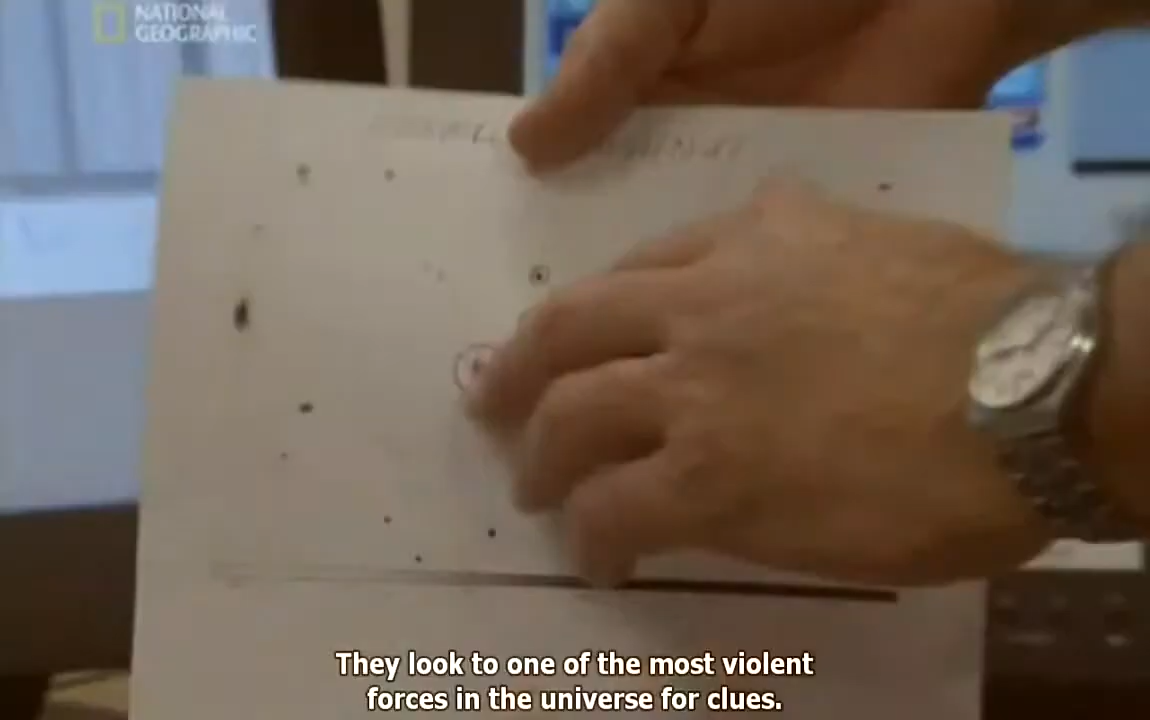 NATIONAL
GEOGRAPHIC
They look to one of the most violent
forces in the universe for clues.